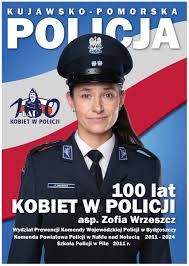 KUJAWSKO-POMORSKA
POLICJA
100
KOBIET W POLICJI
100 lat
KOBIET W POLICJI
asp. Zofia Wrzeszcz
Wydział Prewencji Komendy Wojewódzkiej Policji w Bydgoszczy
Komenda Powiatowa Policji w Nakle nad Notecią 2011 - 2024
Szkoła Policji w Pile 2011 r.